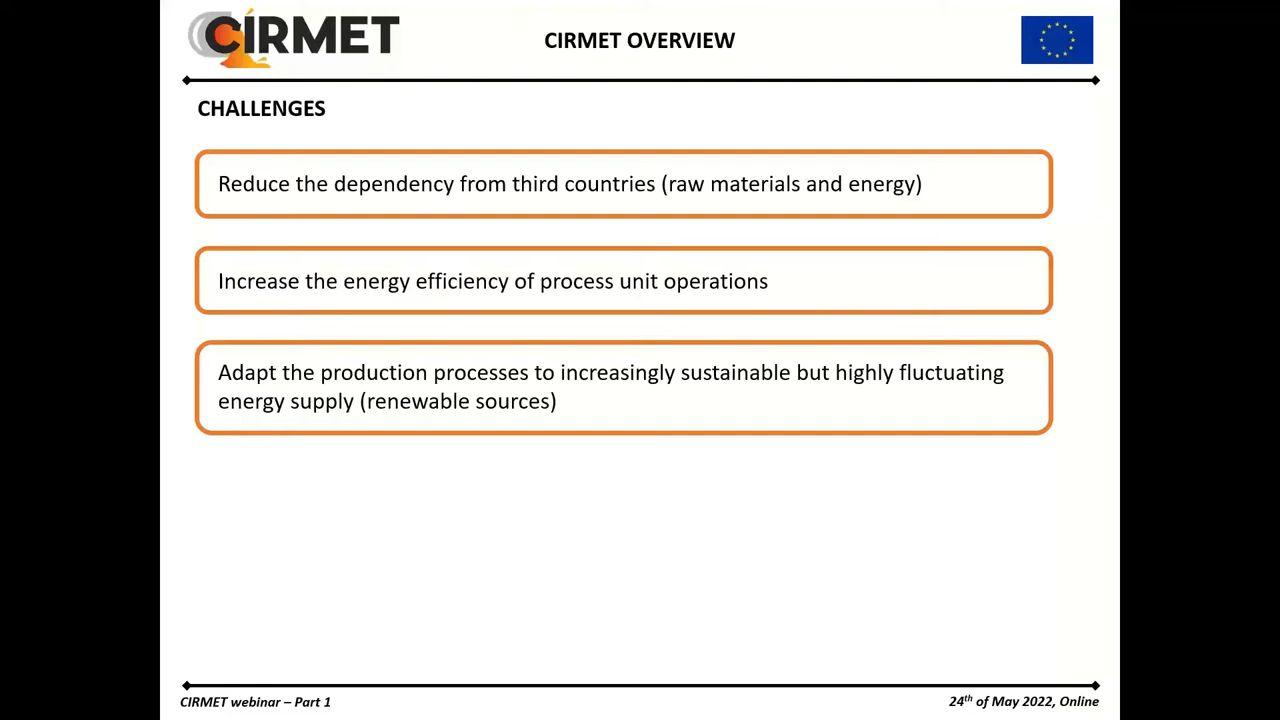 CÍRMET
CIRMET OVERVIEW
CHALLENGES
Reduce the dependency from third countries (raw materials and energy)
Increase the energy efficiency of process unit operations
Adapt the production processes to increasingly sustainable but highly fluctuating
energy supply (renewable sources)
CIRMET webinar – Part 1
24th of May 2022, Online